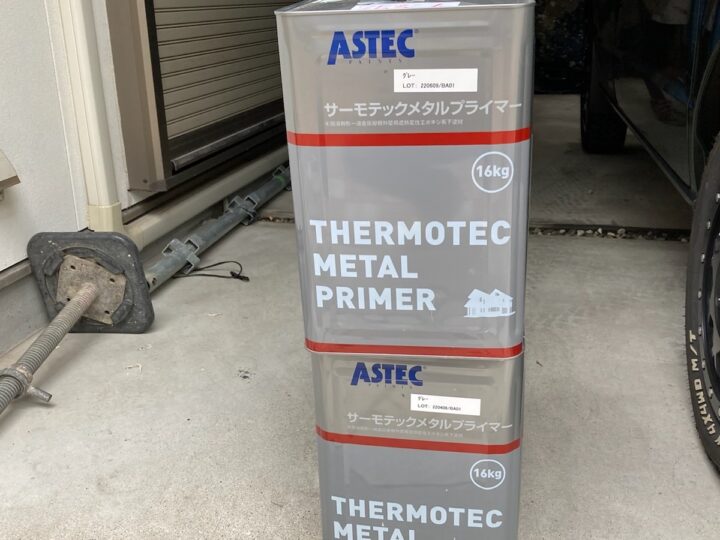 ASTEC
PAINTS
グレー
LOT: 220609/BA01
サーモテックメタルプライマー
16kg
THERMOTEC
METAL
PRIMER
ASTEC
PAINTS
グレー
LOT: 220609/BA01
サーモテックメタルプライマー
16kg
THERMOTEC
METAL
M/T